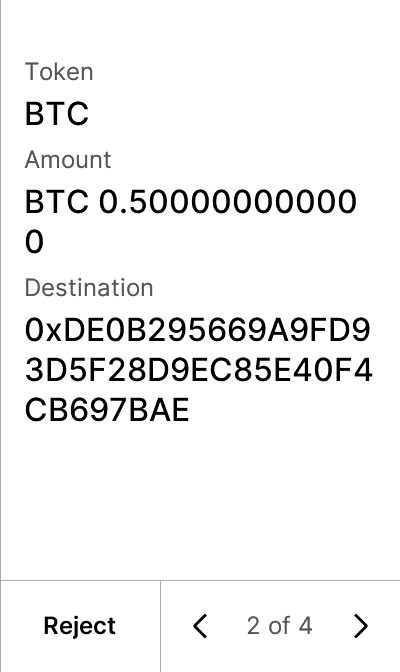 Token
BTC
Amount
BTC 0.50000000000
0
Destination
0xDE0B295669A9FD9
3D5F28D9EC85E40F4
CB697BAE
Reject
2 of 4